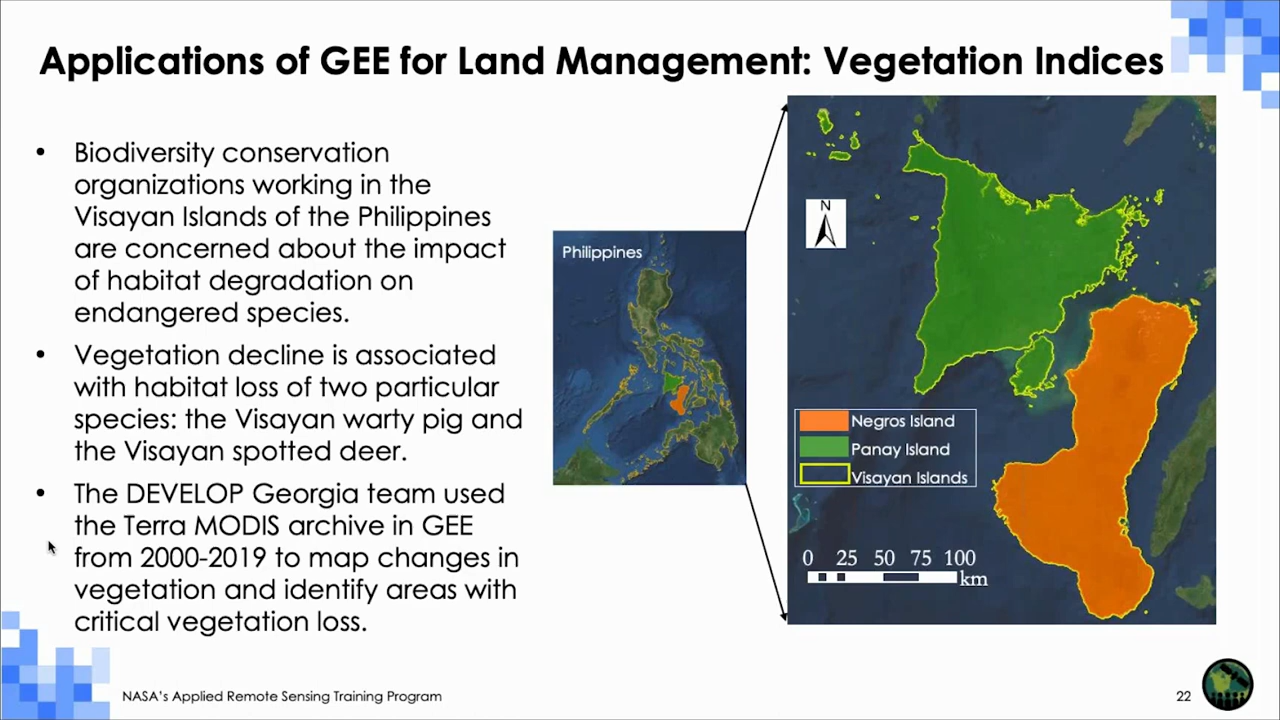 Applications of GEE for Land Management: Vegetation Indices
• Biodiversity conservation
organizations working in the
Visayan Islands of the Philippines
are concerned about the impact
of habitat degradation on
endangered species.
• Vegetation decline is associated
with habitat loss of two particular
species: the Visayan warty pig and
the Visayan spotted deer.
• The DEVELOP Georgia team used
the Terra MODIS archive in GEE
from 2000-2019 to map changes in
vegetation and identify areas with
critical vegetation loss.
Philippines
N
Negros Island
Panay Island
Visayan Islands
0 25 50 75 100
km
NASA's Applied Remote Sensing Training Program
22